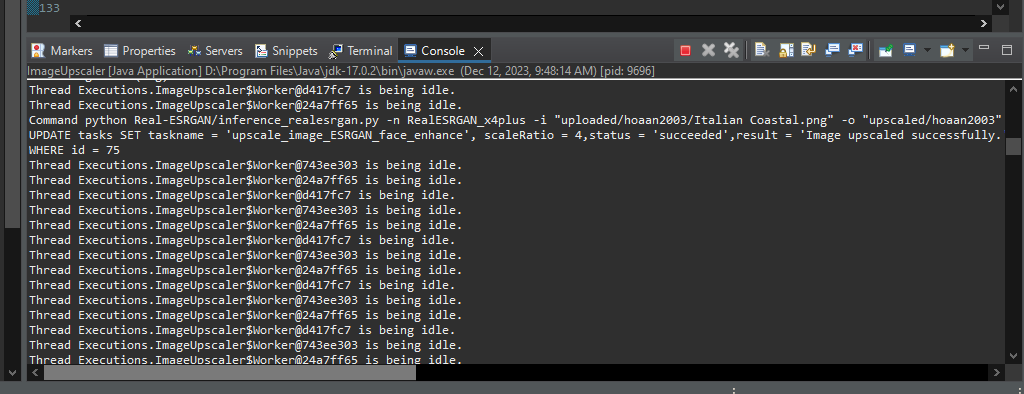 133
Markers Properties Servers Snippets Terminal Console
ImageUpscaler [Java Application] D:\Program Files\Java\jdk-17.0.2\bin\javaw.exe (Dec 12, 2023, 9:48:14 AM) [pid: 9696]
Thread Executions.ImageUpscaler$Worker@d417fc7 is being idle.
Thread Executions.ImageUpscaler$Worker@24a7ff65 is being idle.
Command python Real-ESRGAN/inference_realesrgan.py -n RealESRGAN_x4plus -i "uploaded/hoaan2003/Italian Coastal.png" -o "upscaled/hoaan2003"
UPDATE tasks SET taskname = 'upscale_image_ESRGAN_face_enhance', scaleRatio = 4,status = 'succeeded',result = 'Image upscaled successfully.
WHERE id = 75
Thread Executions.ImageUpscaler$Worker@743ee303 is being idle.
Thread Executions.ImageUpscaler$Worker@24a7ff65 is being idle.
Thread Executions.ImageUpscaler$Worker@d417fc7 is being idle.
Thread Executions.ImageUpscaler$Worker@743ee303 is being idle.
Thread Executions.ImageUpscaler$Worker@24a7ff65 is being idle.
Thread Executions.ImageUpscaler$Worker@d417fc7 is being idle.
Thread Executions.ImageUpscaler$Worker@743ee303 is being idle.
Thread Executions.ImageUpscaler$Worker@24a7ff65 is being idle.
Thread Executions.ImageUpscaler$Worker@d417fc7 is being idle.
Thread Executions.ImageUpscaler$Worker@743ee303 is being idle.
Thread Executions.ImageUpscaler$Worker@24a7ff65 is being idle.
Thread Executions.ImageUpscaler$Worker@d417fc7 is being idle.
Thread Executions.ImageUpscaler$Worker@743ee303 is being idle.
Thread Executions.ImageUpscaler$Worker@24a7ff65 is being idle.